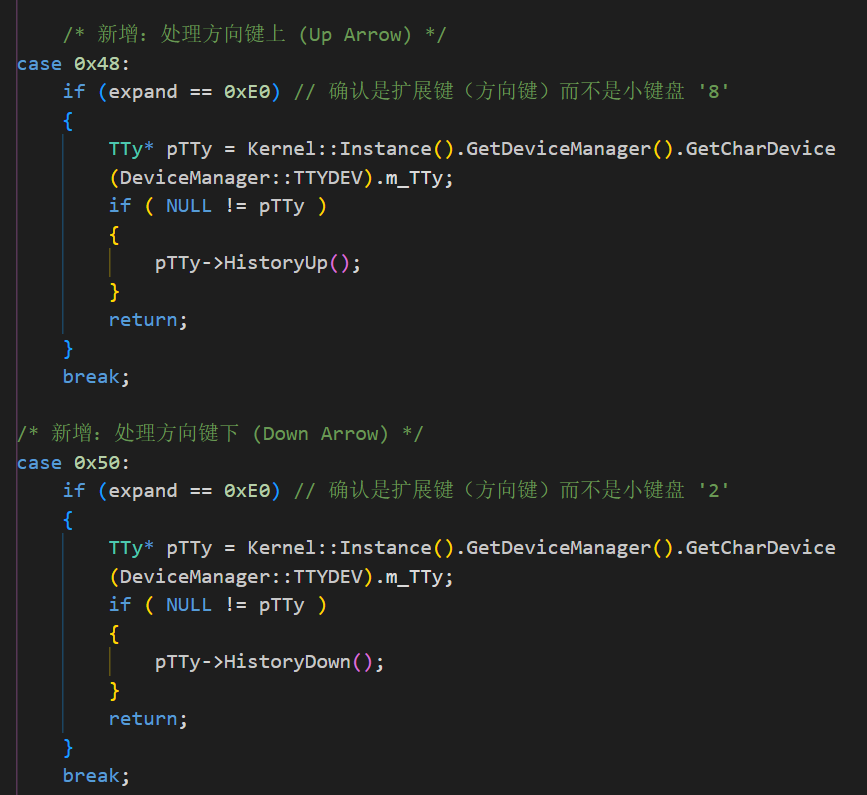 /* 新增：处理方向键上 (Up Arrow) */
case 0x48:
if (expand == 0xE0) // 确认是扩展键（方向键）而不是小键盘 '8'
{
TTy* pTTy = Kernel::Instance().GetDeviceManager().GetCharDevice
(DeviceManager::TTYDEV).m_TTy;
if ( NULL != pTTy )
{
pTTy->HistoryUp();
}
return;
}
break;
/* 新增：处理方向键下 (Down Arrow) */
case 0x50:
if (expand == 0xE0) // 确认是扩展键（方向键）而不是小键盘 '2'
{
TTy* pTTy = Kernel::Instance().GetDeviceManager().GetCharDevice
(DeviceManager::TTYDEV).m_TTy;
if ( NULL != pTTy )
{
pTTy->HistoryDown();
}
return;
}
break;